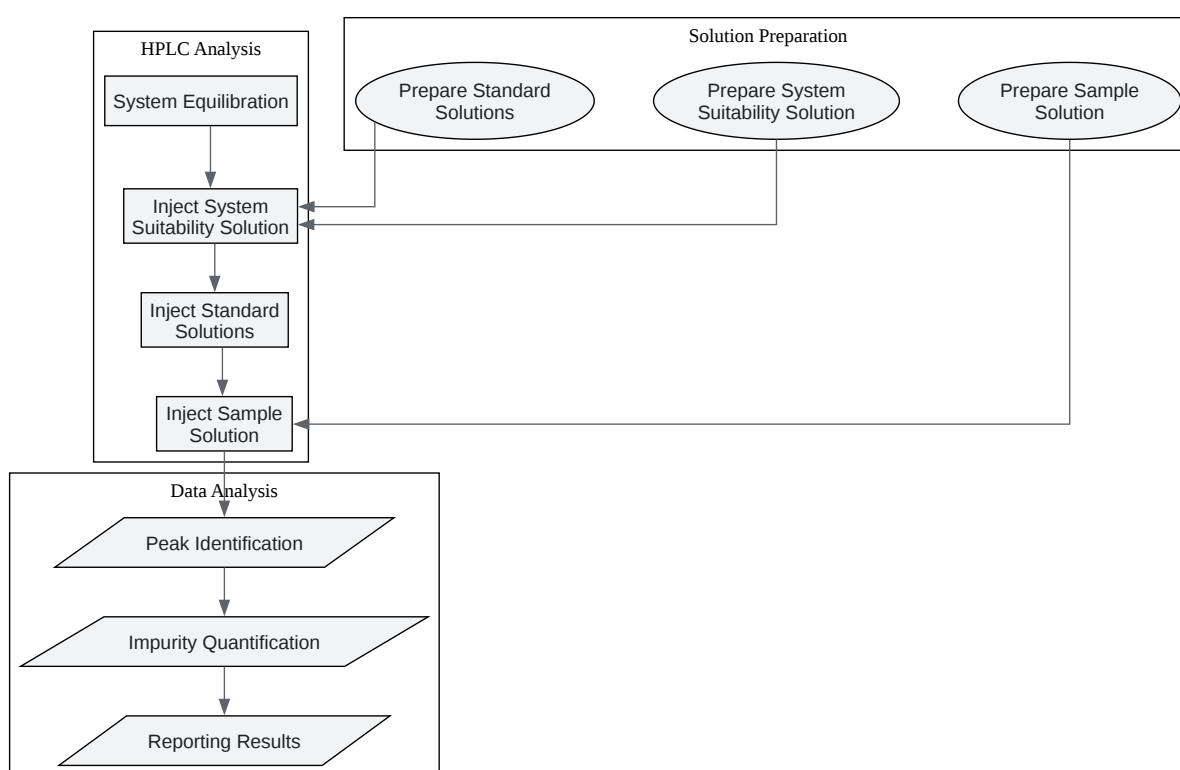 Solution Preparation
Prepare Standard
Solutions
Prepare System
Suitability Solution
Prepare Sample
Solution
HPLC Analysis
System Equilibration
Inject System
Suitability Solution
Inject Standard
Solutions
Inject Sample
Solution
Data Analysis
Peak Identification
Impurity Quantification
Reporting Results